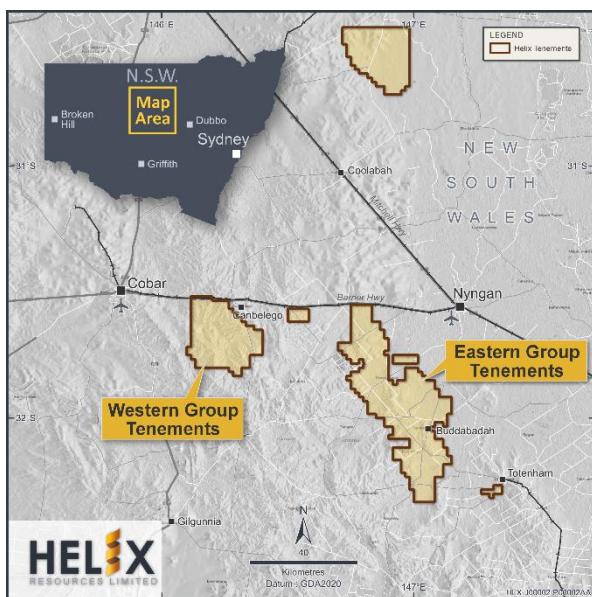 146°E
147°E
LEGEND
Helix Tenements
N.S.W.
Map
Area
Broken
Hill
Dubbo
Sydney
Griffith
31°S
31°S
Coolabah
NEW
SOUTH
WALES
Mitchell Hwy
Cobar
Barrier Hwy
Nyngan
Canbelego
Western Group
Tenements
Eastern Group
Tenements
32°S
32°S
Buddabadah
Totenham
Gilgunnia
N
40
Kilometres
Datum : GDA2020
HELIX
RESOURCES LIMITED
147°E